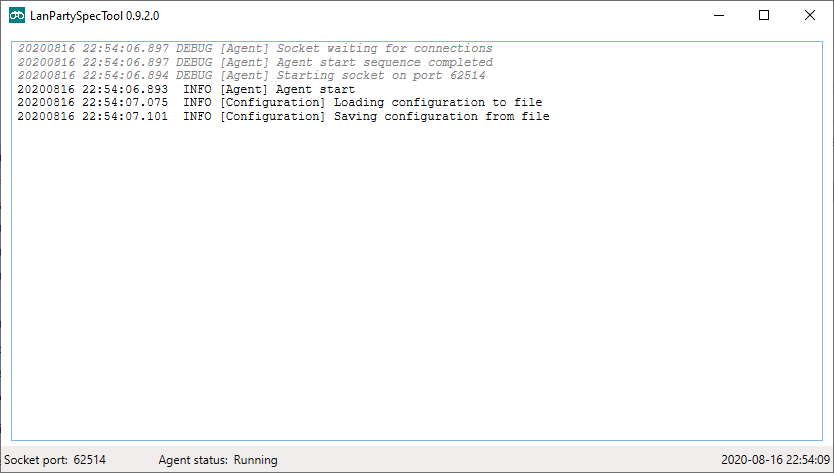 LanPartySpecTool 0.9.2.0
20200816 22:54:06.897 DEBUG [Agent] Socket waiting for connections
20200816 22:54:06.897 DEBUG [Agent] Agent start sequence completed
20200816 22:54:06.894 DEBUG [Agent] Starting socket on port 62514
20200816 22:54:06.893  INFO [Agent] Agent start
20200816 22:54:07.075  INFO [Configuration] Loading configuration to file
20200816 22:54:07.101  INFO [Configuration] Saving configuration from file
Socket port: 62514 Agent status: Running 2020-08-16 22:54:09